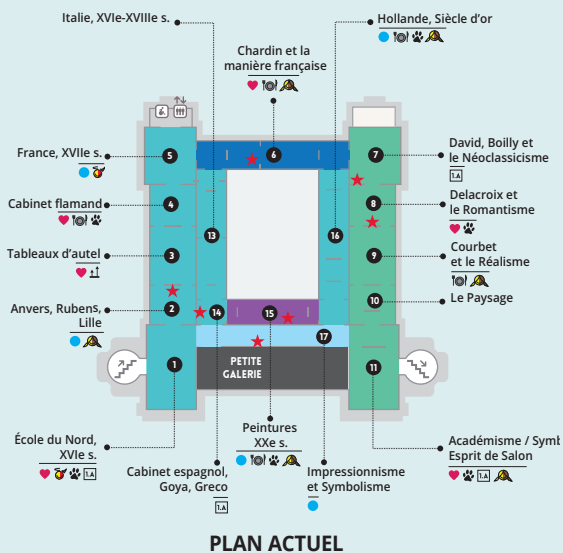 Italie, XVIe-XVIIIe s.
Hollande, Siècle d'or
Chardin et la
manière française
France, XVIIe s.
Cabinet flamand
Tableaux d'autel
Anvers, Rubens,
Lille
École du Nord,
XVIe s.
1.A
Cabinet espagnol,
Goya, Greco
1.A
Peintures
XXe s.
Impressionnisme
et Symbolisme
David, Boilly et
le Néoclassicisme
1.A
Delacroix et
le Romantisme
Courbet
et le Réalisme
Le Paysage
Académisme / Symb
Esprit de Salon
1.A
5
6
7
4
8
13
16
3
9
2
14
15
10
17
1
PETITE
GALERIE
11
PLAN ACTUEL